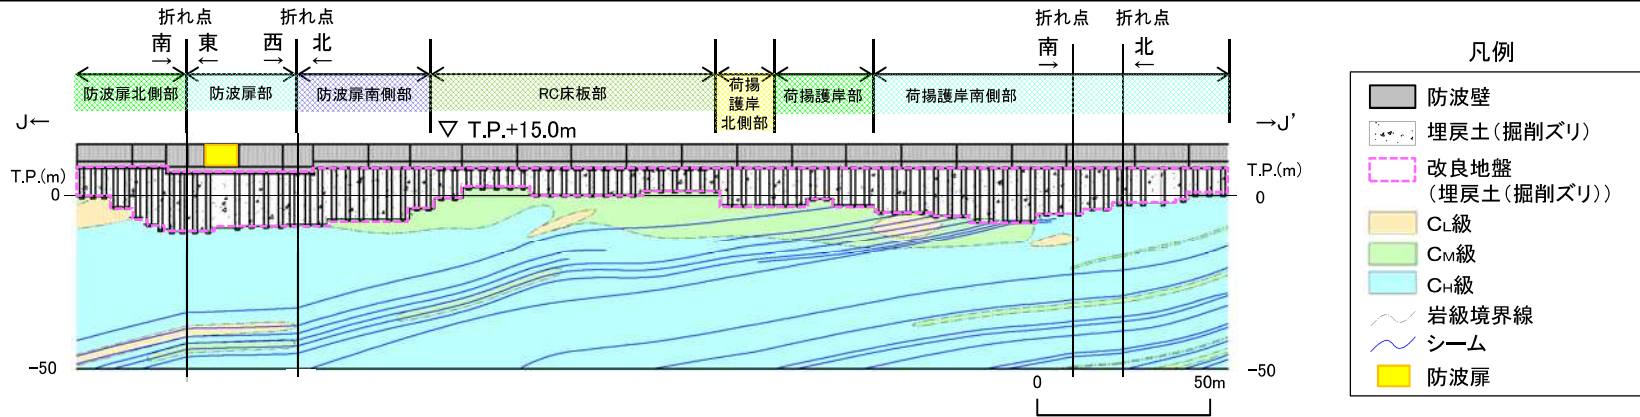 折れ点 折れ点 折れ点 折れ点
南 東 西 北 南 北
→ ← → ← → ←
防波扉北側部 防波扉部 防波扉南側部 RC床板部 荷揚護岸北側部 荷揚護岸部 荷揚護岸南側部
J← ▽ T.P.+15.0m →J’
T.P.(m) T.P.(m)
0 0
-50 -50
0 50m
凡例
防波壁
埋戻土(掘削ズリ)
改良地盤
(埋戻土(掘削ズリ))
CL級
CM級
CH級
岩級境界線
シーム
防波扉